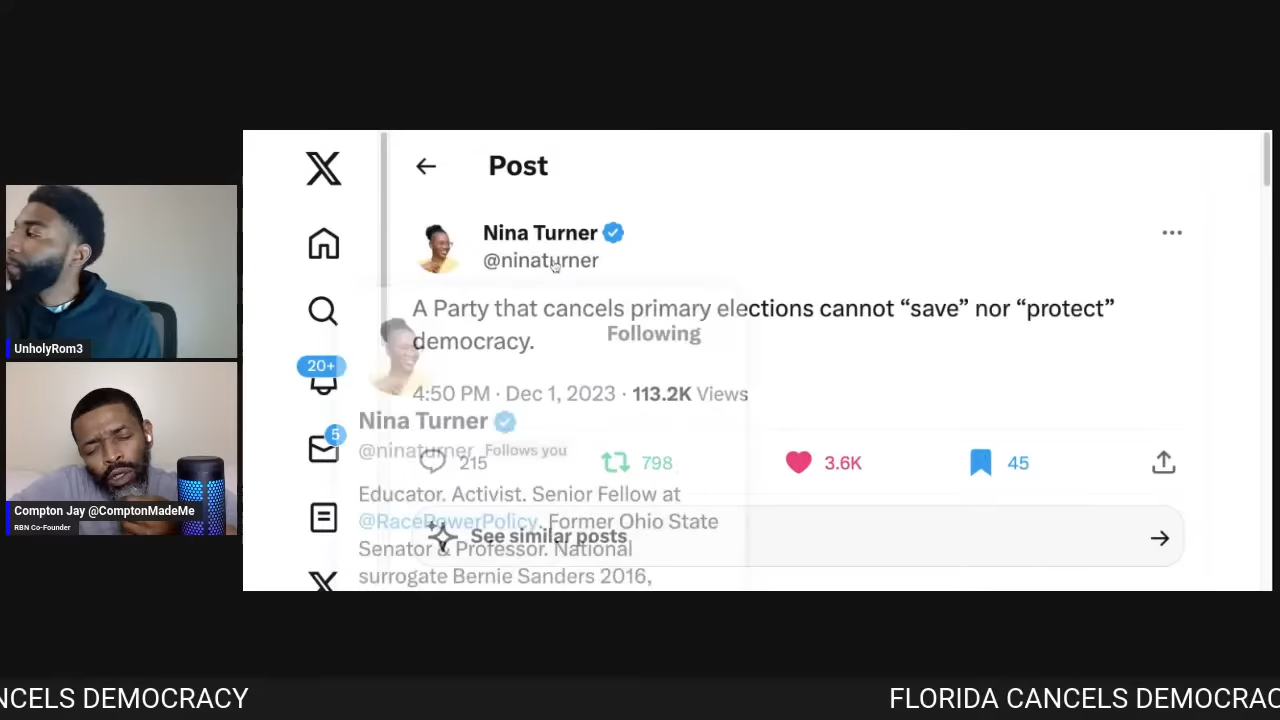 Post
Nina Turner
@ninaturner
A Party that cancels primary elections cannot “save” nor “protect”
democracy.
Following
4:50 PM · Dec 1, 2023 · 113.2K Views
Nina Turner
@ninaturner Follows you
215
798
3.6K
45
Educator. Activist. Senior Fellow at
@RacePowerPolicy. Former Ohio State
See similar posts
Senator & Professor. National
surrogate Bernie Sanders 2016,
20+
5
UnholyRom3
Compton Jay @ComptonMadeMe
RBN Co-Founder
NCELS DEMOCRACY
FLORIDA CANCELS DEMOCRAC